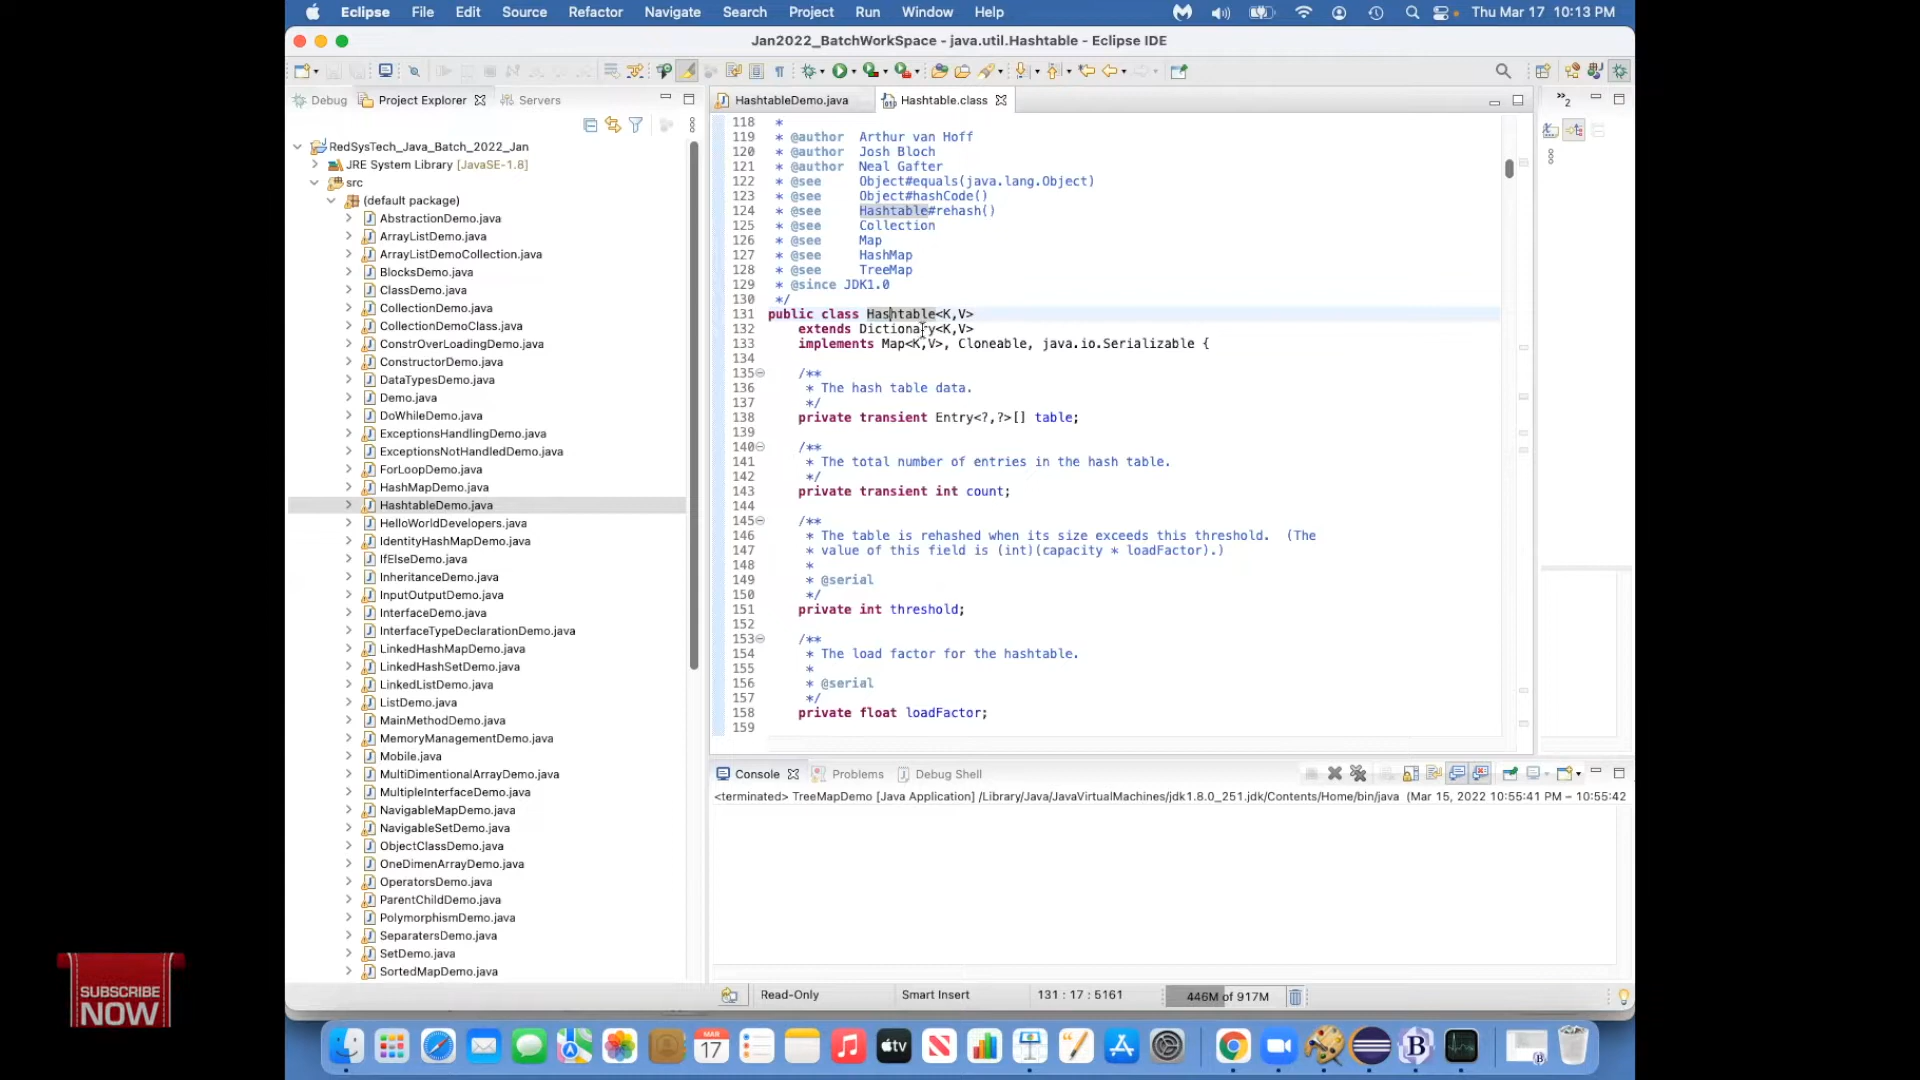 Eclipse File Edit Source Refactor Navigate Search Project Run Window Help Thu Mar 17 10:13 PM
Jan2022_BatchWorkSpace - java.util.Hashtable - Eclipse IDE
Debug Project Explorer Servers
HashtableDemo.java Hashtable.class
2
RedSysTech_Java_Batch_2022_Jan
JRE System Library [JavaSE-1.8]
src
(default package)
AbstractionDemo.java
ArrayListDemo.java
ArrayListDemoCollection.java
BlocksDemo.java
ClassDemo.java
CollectionDemo.java
CollectionDemoClass.java
ConstrOverLoadingDemo.java
ConstructorDemo.java
DataTypesDemo.java
Demo.java
DoWhileDemo.java
ExceptionsHandlingDemo.java
ExceptionsNotHandledDemo.java
ForLoopDemo.java
HashMapDemo.java
HashtableDemo.java
HelloWorldDevelopers.java
IdentityHashMapDemo.java
IfElseDemo.java
InheritanceDemo.java
InputOutputDemo.java
InterfaceDemo.java
InterfaceTypeDeclarationDemo.java
LinkedHashMapDemo.java
LinkedHashSetDemo.java
LinkedListDemo.java
ListDemo.java
MainMethodDemo.java
MemoryManagementDemo.java
Mobile.java
MultiDimentionalArrayDemo.java
MultipleInterfaceDemo.java
NavigableMapDemo.java
NavigableSetDemo.java
ObjectClassDemo.java
OneDimenArrayDemo.java
OperatorsDemo.java
ParentChildDemo.java
PolymorphismDemo.java
SeparatersDemo.java
SetDemo.java
SortedMapDemo.java
118 *
119 * @author Arthur van Hoff
120 * @author Josh Bloch
121 * @author Neal Gafter
122 * @see Object#equals(java.lang.Object)
123 * @see Object#hashCode()
124 * @see Hashtable#rehash()
125 * @see Collection
126 * @see Map
127 * @see HashMap
128 * @see TreeMap
129 * @since JDK1.0
130 */
131 public class Hashtable<K,V>
132 extends Dictionary<K,V>
133 implements Map<K,V>, Cloneable, java.io.Serializable {
134
135 /**
136 * The hash table data.
137 */
138 private transient Entry<?,?>[] table;
139
140 /**
141 * The total number of entries in the hash table.
142 */
143 private transient int count;
144
145 /**
146 * The table is rehashed when its size exceeds this threshold. (The
147 * value of this field is (int)(capacity * loadFactor).)
148 *
149 * @serial
150 */
151 private int threshold;
152
153 /**
154 * The load factor for the hashtable.
155 *
156 * @serial
157 */
158 private float loadFactor;
159
Console Problems Debug Shell
<terminated> TreeMapDemo [Java Application] /Library/Java/JavaVirtualMachines/jdk1.8.0_251.jdk/Contents/Home/bin/java (Mar 15, 2022 10:55:41 PM – 10:55:42
Read-Only Smart Insert 131 : 17 : 5161 446M of 917M
SUBSCRIBE
NOW
MAR
17
tv
B